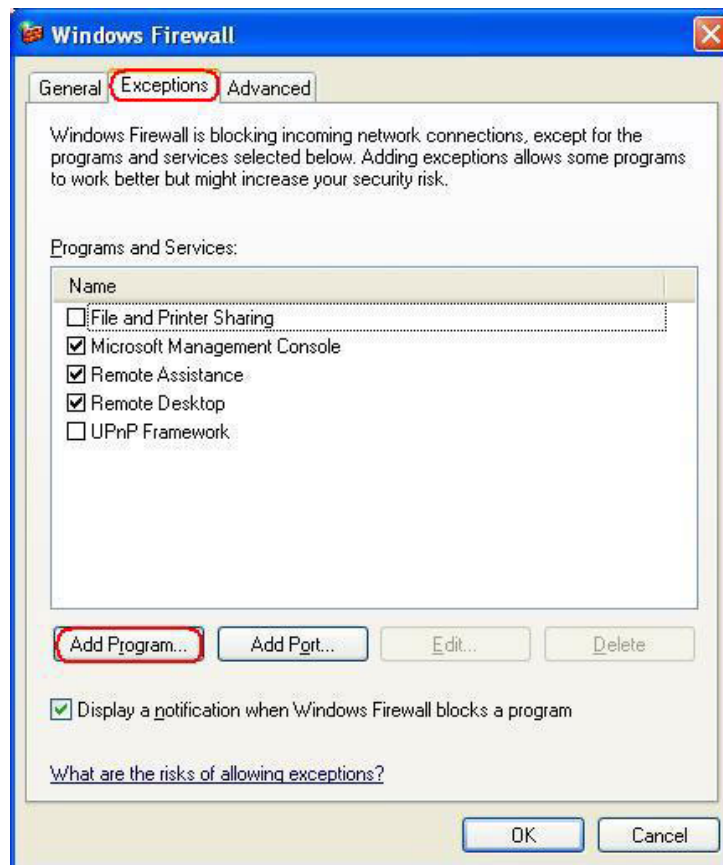 Windows Firewall
General Exceptions Advanced
Windows Firewall is blocking incoming network connections, except for the
programs and services selected below. Adding exceptions allows some programs
to work better but might increase your security risk.
Programs and Services:
Name
File and Printer Sharing
Microsoft Management Console
Remote Assistance
Remote Desktop
UPnP Framework
Add Program... Add Port... Edit... Delete
Display a notification when Windows Firewall blocks a program
What are the risks of allowing exceptions?
OK Cancel